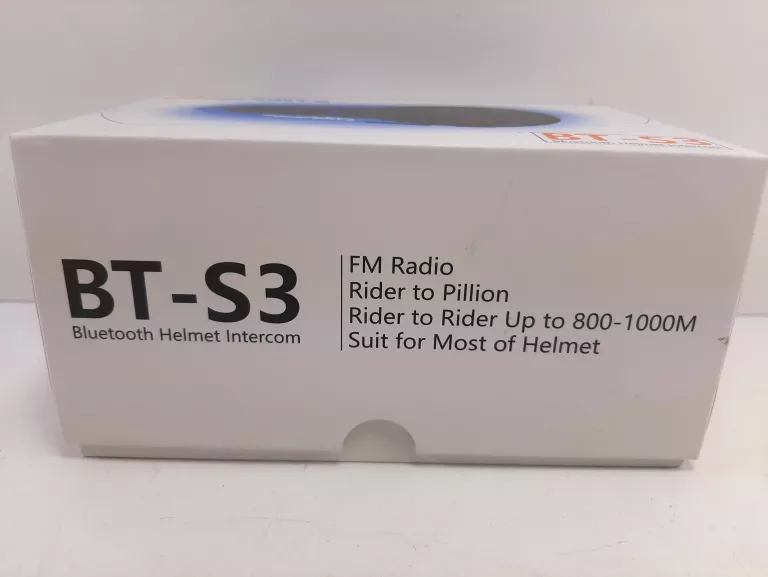 BT-S3
BT-S3
Bluetooth Helmet Intercom
FM Radio
Rider to Pillion
Rider to Rider Up to 800-1000M
Suit for Most of Helmet